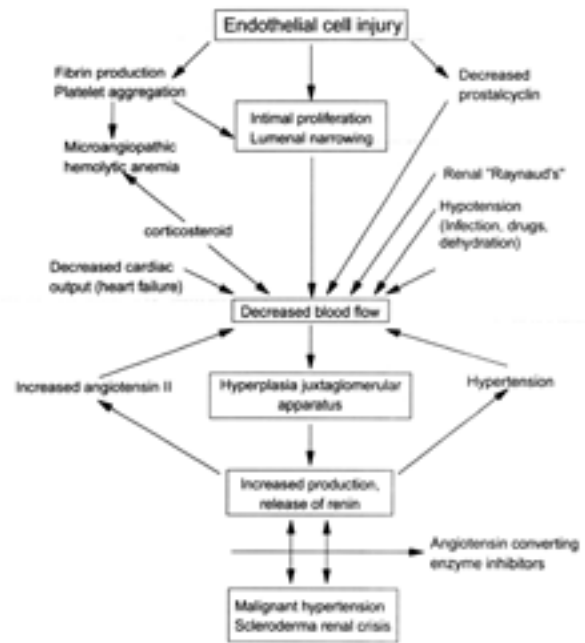 Endothelial cell injury
Fibrin production
Platelet aggregation
Decreased
prostalcyclin
Intimal proliferation
Lumenal narrowing
Microangiopathic
hemolytic anemia
Renal "Raynaud's"
Hypotension
(Infection, drugs,
dehydration)
corticosteroid
Decreased cardiac
output (heart failure)
Decreased blood flow
Increased angiotensin II
Hyperplasia juxtaglomerular
apparatus
Hypertension
Increased production,
release of renin
Angiotensin converting
enzyme inhibitors
Malignant hypertension
Scleroderma renal crisis